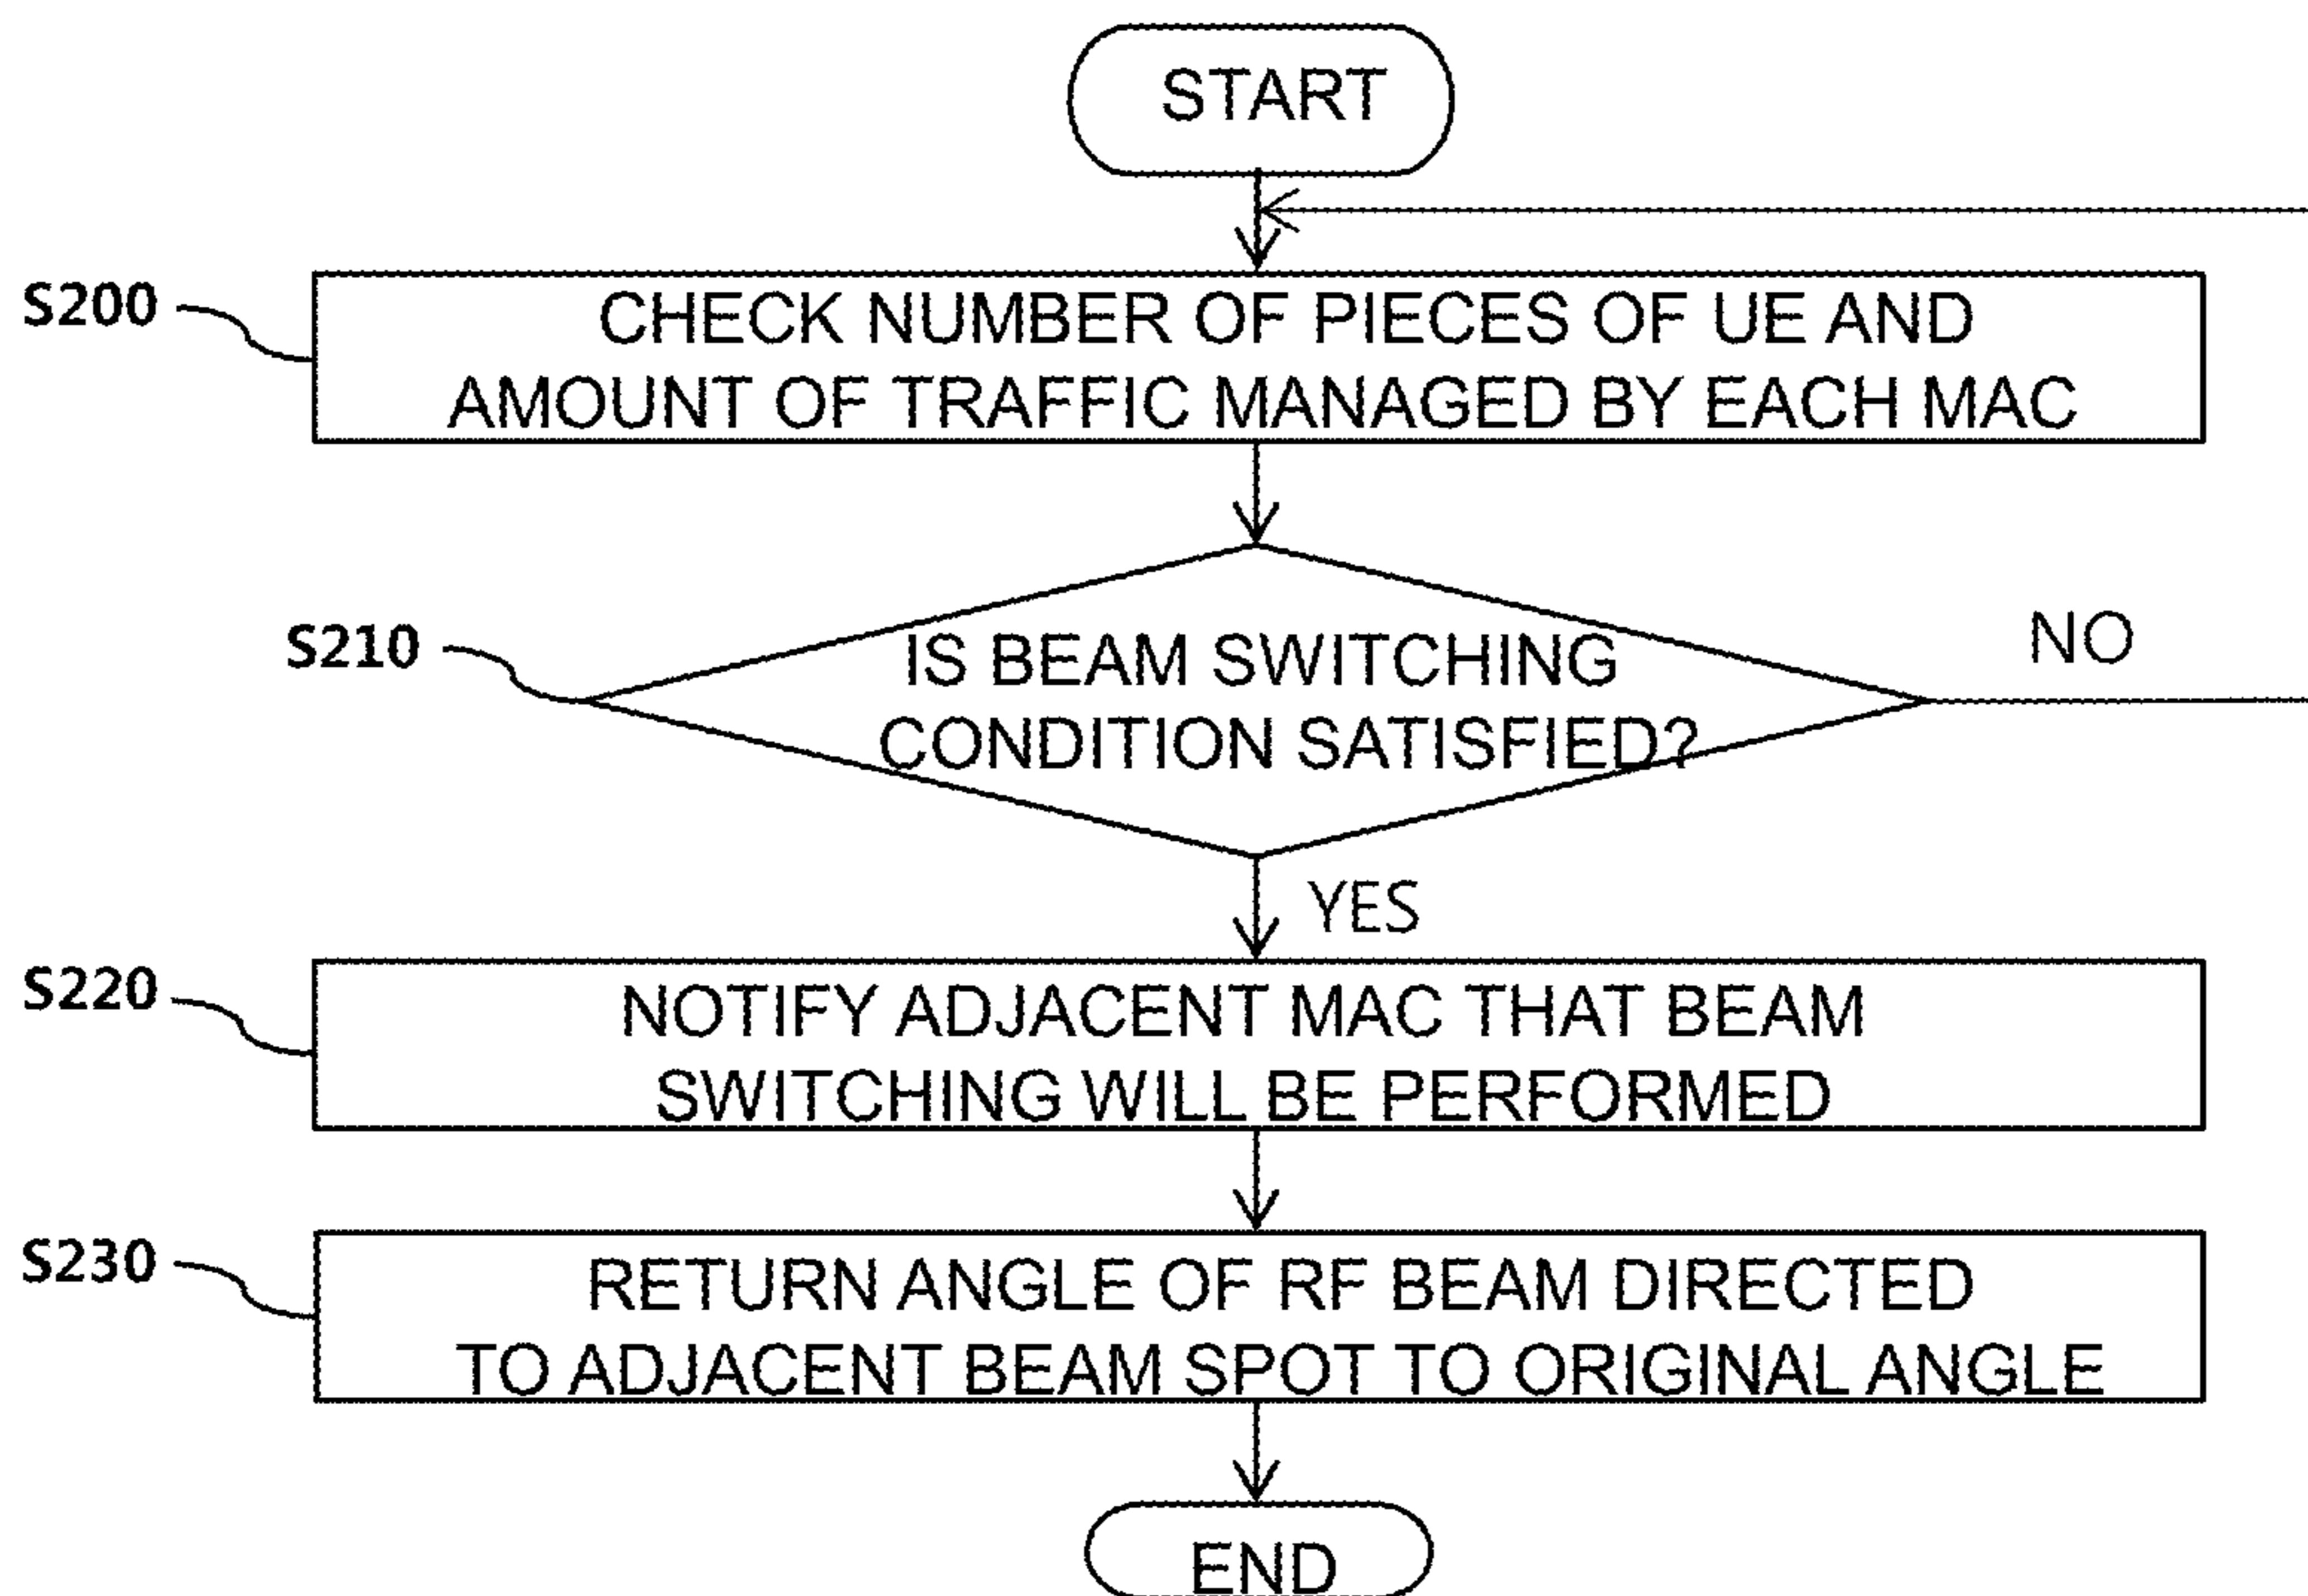 START
S200
CHECK NUMBER OF PIECES OF UE AND
AMOUNT OF TRAFFIC MANAGED BY EACH MAC
S210
IS BEAM SWITCHING
CONDITION SATISFIED?
NO
YES
S220
NOTIFY ADJACENT MAC THAT BEAM
SWITCHING WILL BE PERFORMED
S230
RETURN ANGLE OF RF BEAM DIRECTED
TO ADJACENT BEAM SPOT TO ORIGINAL ANGLE
END